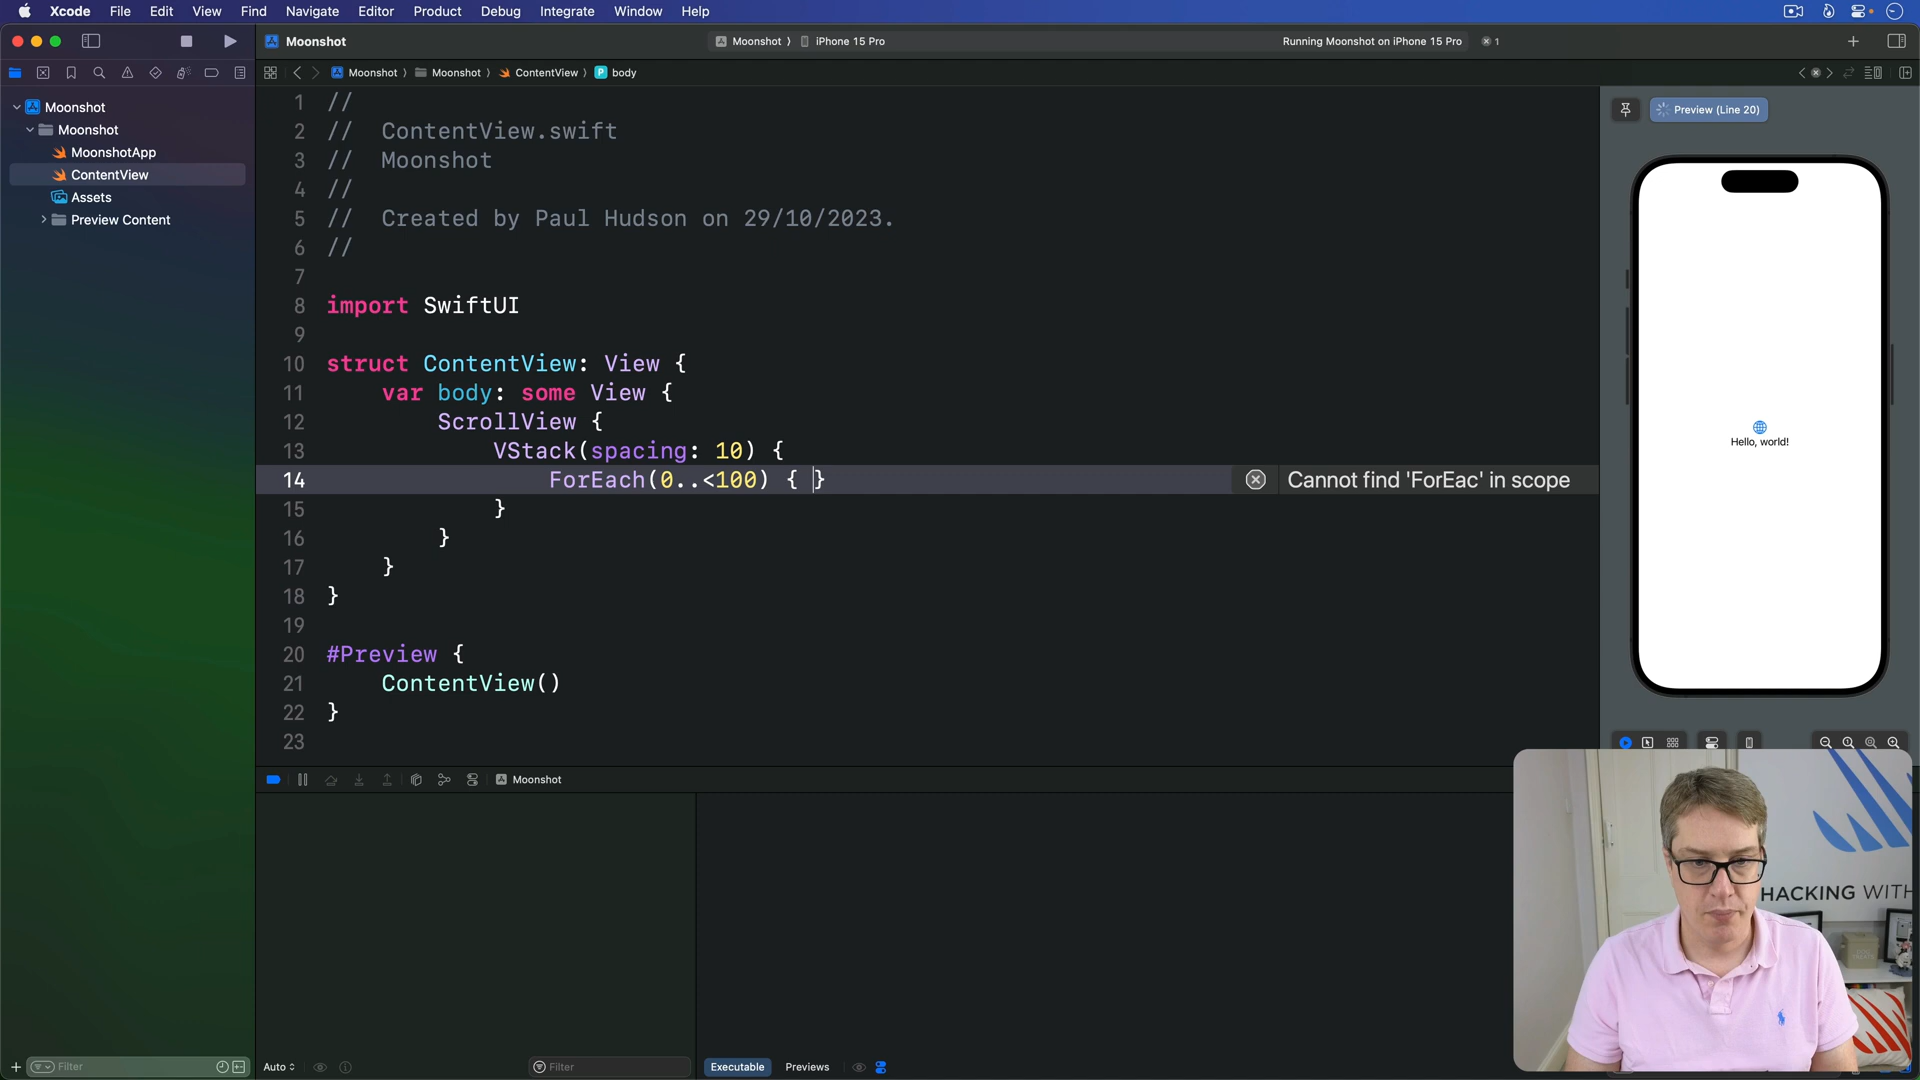 Xcode File Edit View Find Navigate Editor Product Debug Integrate Window Help
Moonshot
Moonshot ⟩ iPhone 15 Pro
Running Moonshot on iPhone 15 Pro
1
Moonshot ⟩ Moonshot ⟩ ContentView ⟩ P body
Moonshot
Moonshot
MoonshotApp
ContentView
Assets
Preview Content
1 //
2 //  ContentView.swift
3 //  Moonshot
4 //
5 //  Created by Paul Hudson on 29/10/2023.
6 //
7
8 import SwiftUI
9
10 struct ContentView: View {
11     var body: some View {
12         ScrollView {
13             VStack(spacing: 10) {
14                 ForEach(0..<100) { }
Cannot find 'ForEac' in scope
15             }
16         }
17     }
18 }
19
20 #Preview {
21     ContentView()
22 }
23
Preview (Line 20)
Hello, world!
Moonshot
HACKING WITH
Filter
Auto
Filter
Executable Previews